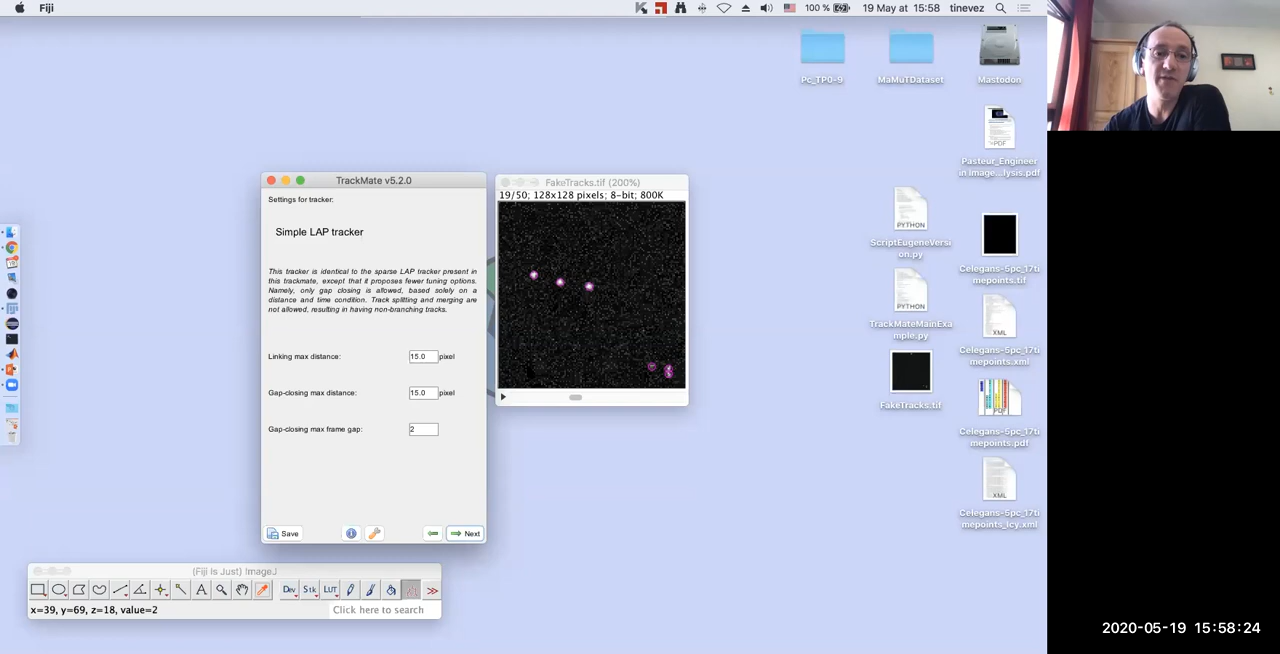 Fiji
100 %
19 May at 15:58
tinevez
Pc_TP0-9
MaMuTDataset
Mastodon
PDF
Pasteur_Engineer
in Image...lysis.pdf
PYTHON
ScriptEugeneVersi
on.py
Celegans-5pc_17ti
mepoints.tif
PYTHON
TrackMateMainExa
mple.py
XML
Celegans-5pc_17ti
mepoints.xml
FakeTracks.tif
PDF
Celegans-5pc_17ti
mepoints.pdf
XML
Celegans-5pc_17ti
mepoints_Icy.xml
TrackMate v5.2.0
Settings for tracker:
Simple LAP tracker
This tracker is identical to the sparse LAP tracker present in
this trackmate, except that it proposes fewer tuning options.
Namely, only gap closing is allowed, based solely on a
distance and time condition. Track splitting and merging are
not allowed, resulting in having non-branching tracks.
Linking max distance: 15.0 pixel
Gap-closing max distance: 15.0 pixel
Gap-closing max frame gap: 2
Save
Next
FakeTracks.tif (200%)
19/50; 128x128 pixels; 8-bit; 800K
(Fiji Is Just) ImageJ
Dev Stk LUT
x=39, y=69, z=18, value=2
Click here to search
2020-05-19 15:58:24